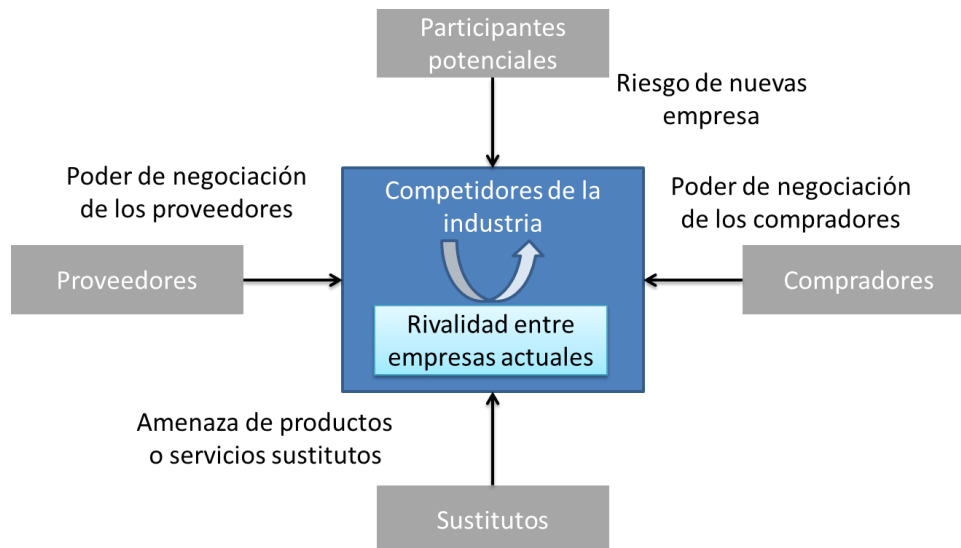 Participantes
potenciales
Riesgo de nuevas
empresa
Poder de negociación
de los proveedores
Competidores de la
industria
Poder de negociación
de los compradores
Proveedores
Compradores
Rivalidad entre
empresas actuales
Amenaza de productos
o servicios sustitutos
Sustitutos